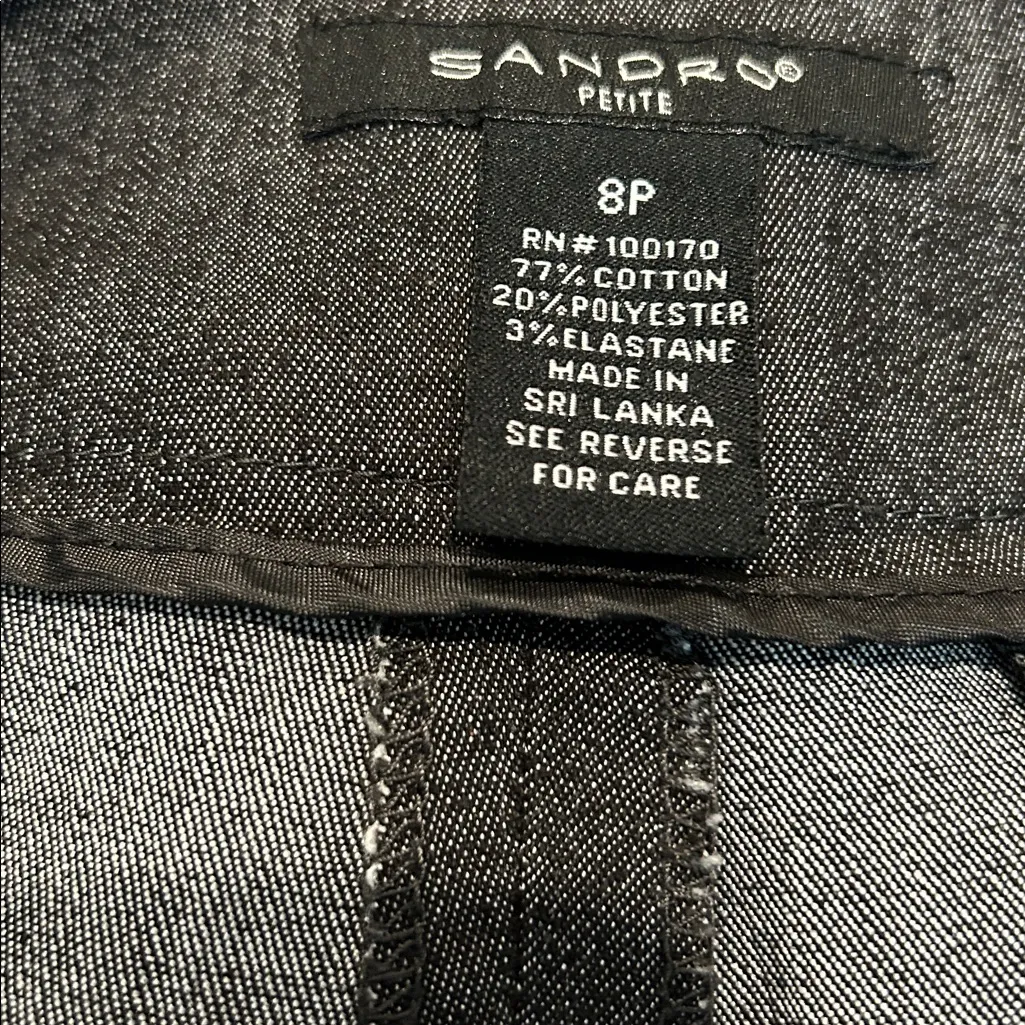 SANDRO®
PETITE
8P
RN#100170
77%COTTON
20%POLYESTER
3%ELASTANE
MADE IN
SRI LANKA
SEE REVERSE
FOR CARE